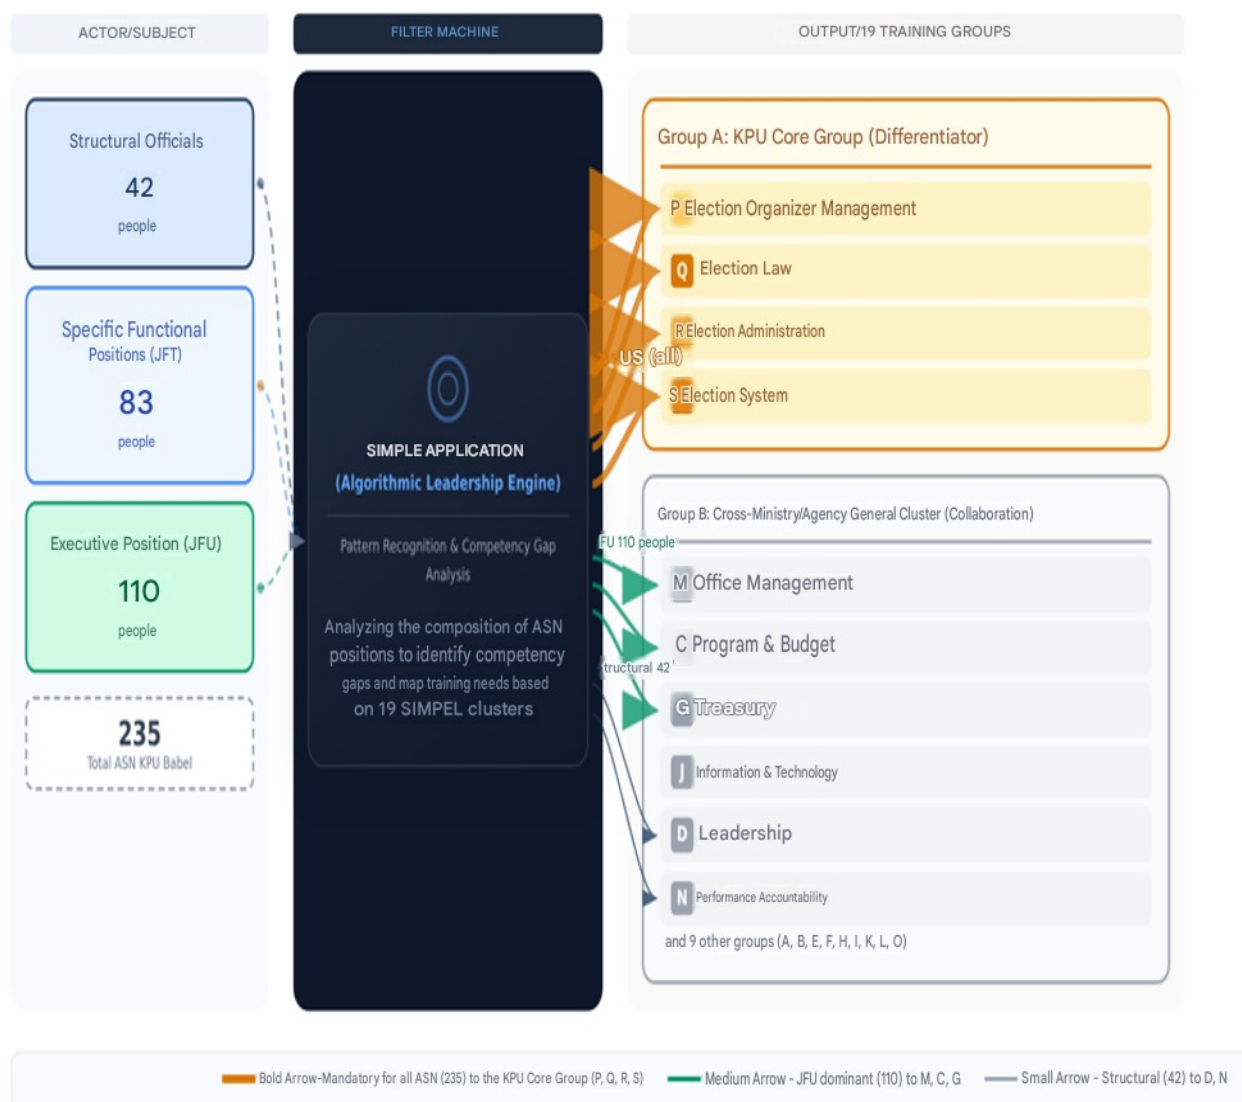 ACTOR/SUBJECT
FILTER MACHINE
OUTPUT/19 TRAINING GROUPS
Structural Officials
42
people
Specific Functional
Positions (JFT)
83
people
Executive Position (JFU)
110
people
235
Total ASN KPU Babel
SIMPLE APPLICATION
(Algorithmic Leadership Engine)
Pattern Recognition & Competency Gap
Analysis
Analyzing the composition of ASN
positions to identify competency
gaps and map training needs based
on 19 SIMPEL clusters
Group A: KPU Core Group (Differentiator)
P Election Organizer Management
Q Election Law
R Election Administration
US (all)
S Election System
Group B: Cross-Ministry/Agency General Cluster (Collaboration)
FU 110 people
M Office Management
C Program & Budget
tructural 42
G Treasury
J Information & Technology
D Leadership
N Performance Accountability
and 9 other groups (A, B, E, F, H, I, K, L, O)
Bold Arrow-Mandatory for all ASN (235) to the KPU Core Group (P, Q, R, S)
Medium Arrow - JFU dominant (110) to M, C, G
Small Arrow - Structural (42) to D, N